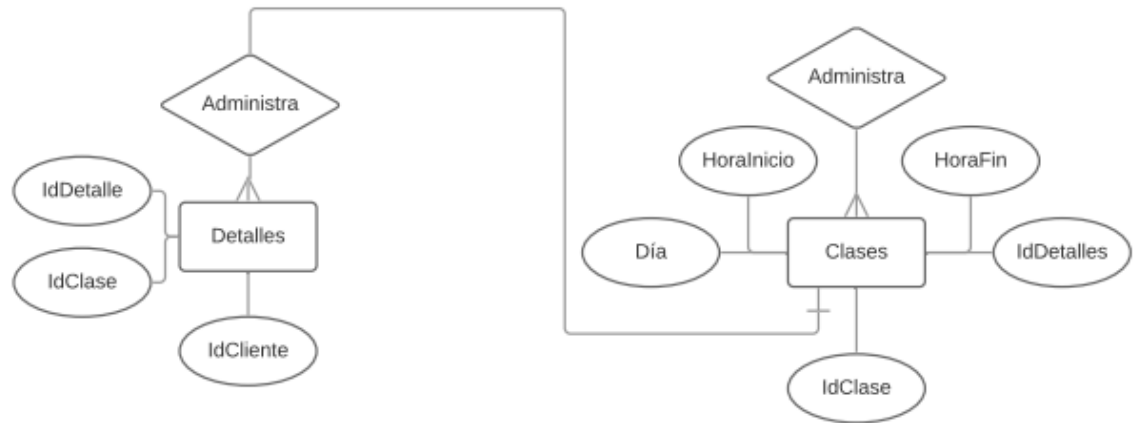 Administra
Administra
HoraInicio
HoraFin
IdDetalle
Detalles
Día
Clases
IdDetalles
IdClase
IdCliente
IdClase